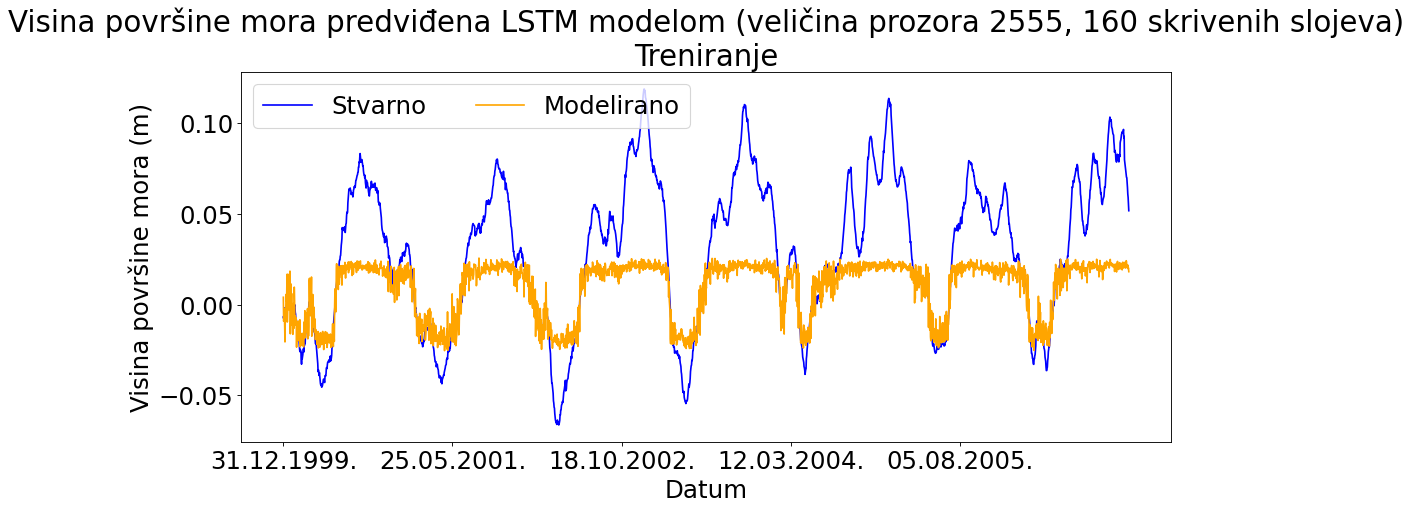 Visina površine mora predviđena LSTM modelom (veličina prozora 2555, 160 skrivenih slojeva)
Treniranje
Stvarno Modelirano
Visina površine mora (m)
0.10
0.05
0.00
−0.05
31.12.1999. 25.05.2001. 18.10.2002. 12.03.2004. 05.08.2005.
Datum